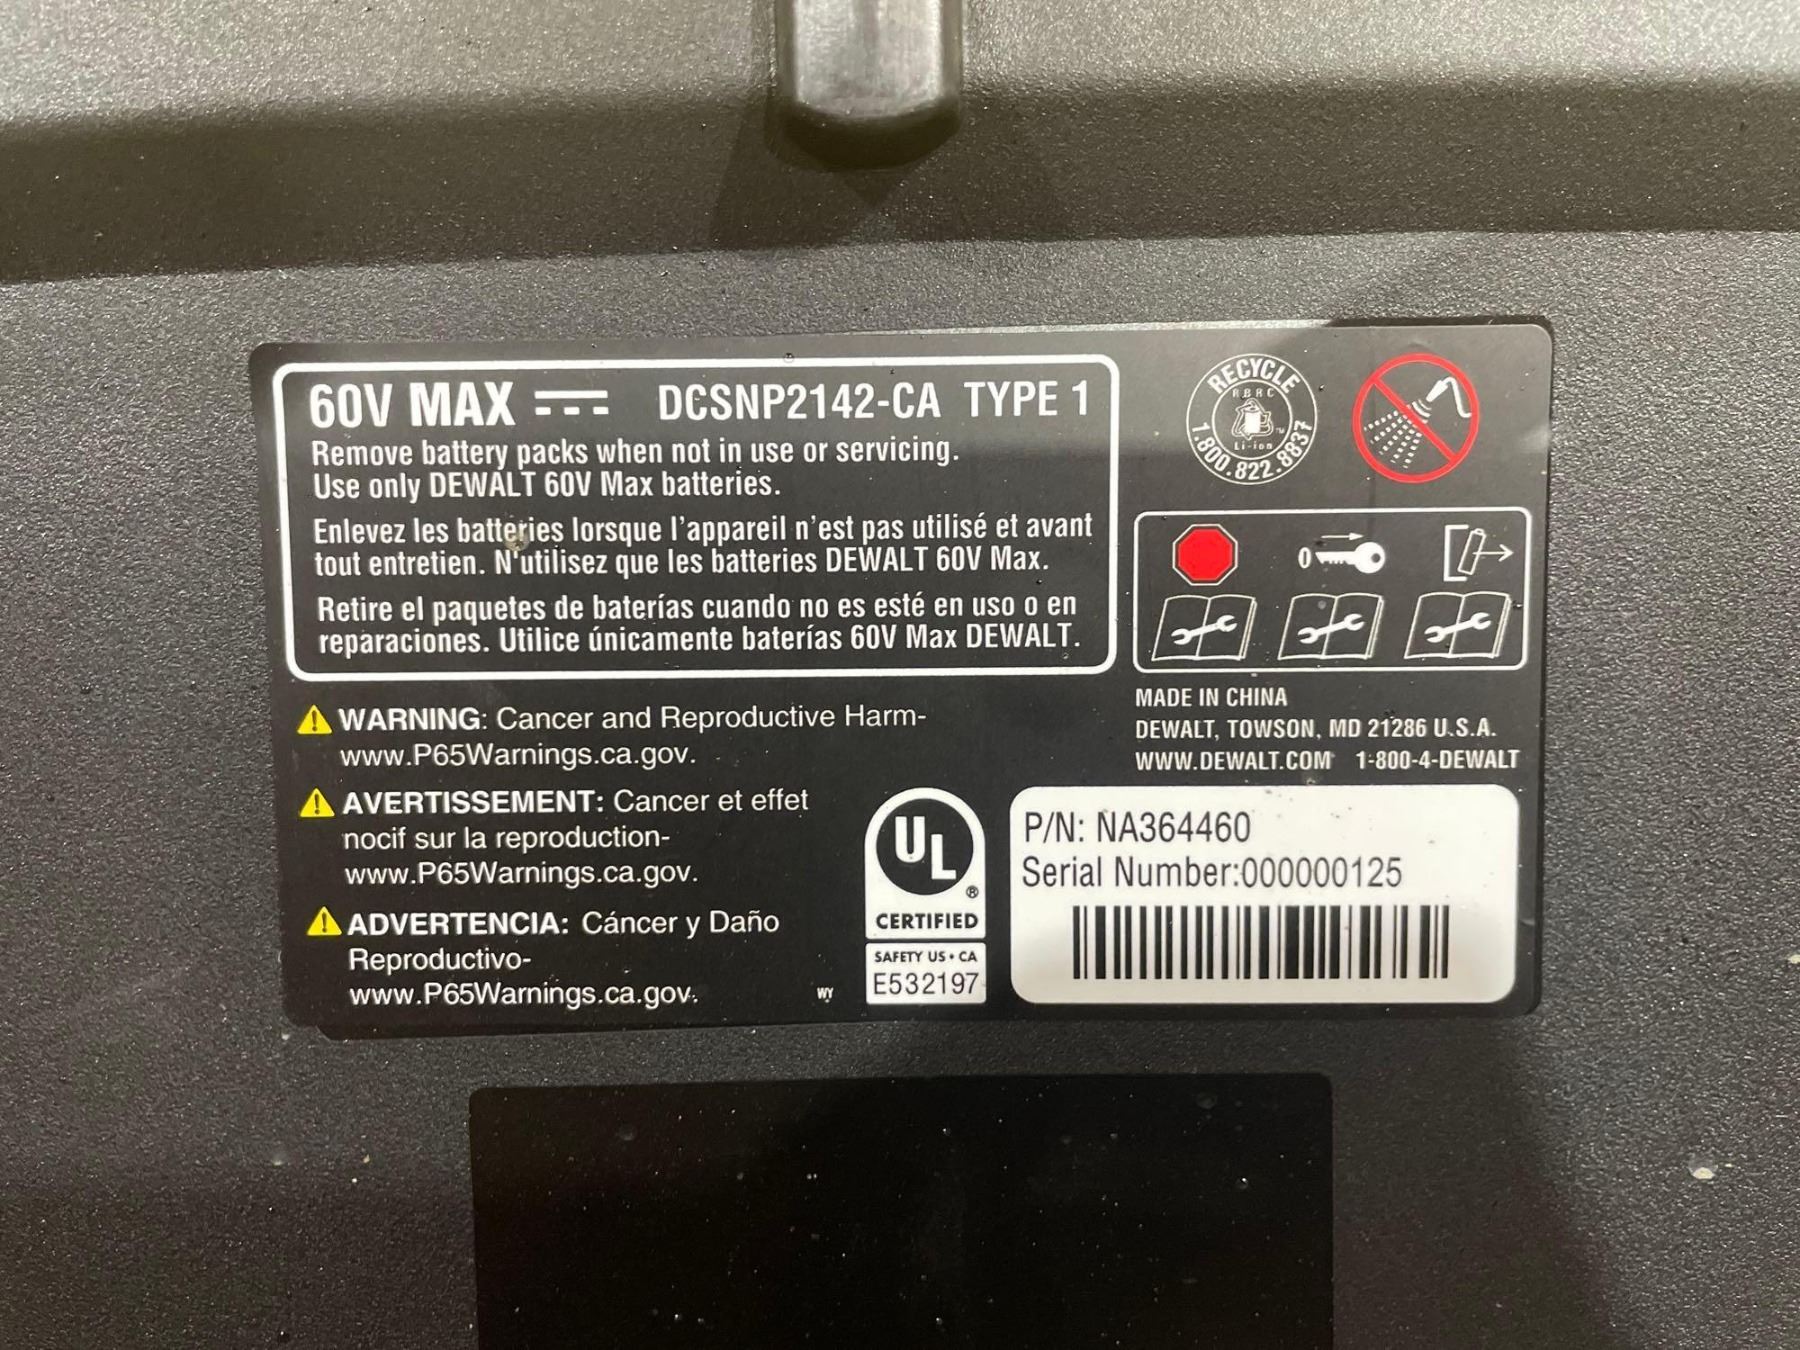 60V MAX DCSNP2142-CA TYPE 1
Remove battery packs when not in use or servicing.
Use only DEWALT 60V Max batteries.
Enlevez les batteries lorsque l'appareil n'est pas utilisé et avant
tout entretien. N'utilisez que les batteries DEWALT 60V Max.
Retire el paquetes de baterías cuando no es esté en uso o en
reparaciones. Utilice únicamente baterías 60V Max DEWALT.
RECYCLE
RBRC
TM
Li-ion
1.800.822.8837
0
WARNING: Cancer and Reproductive Harm-
www.P65Warnings.ca.gov.
AVERTISSEMENT: Cancer et effet
nocif sur la reproduction-
www.P65Warnings.ca.gov.
ADVERTENCIA: Cáncer y Daño
Reproductivo-
www.P65Warnings.ca.gov.
WY
MADE IN CHINA
DEWALT, TOWSON, MD 21286 U.S.A.
WWW.DEWALT.COM 1-800-4-DEWALT
UL
®
CERTIFIED
SAFETY US • CA
E532197
P/N: NA364460
Serial Number:000000125